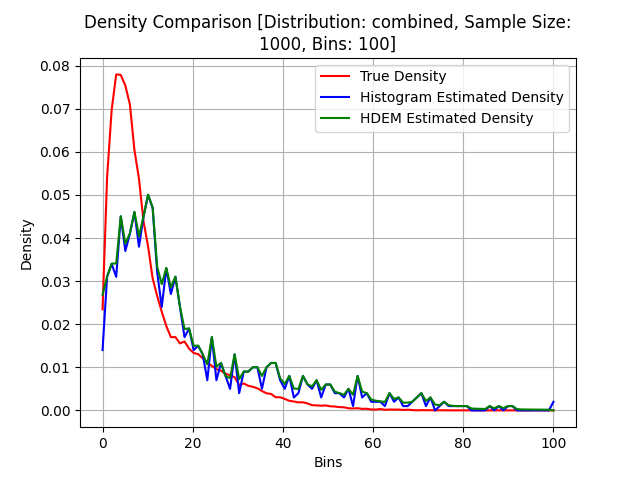 Density Comparison [Distribution: combined, Sample Size:
1000, Bins: 100]
True Density
Histogram Estimated Density
HDEM Estimated Density
Density
0.08
0.07
0.06
0.05
0.04
0.03
0.02
0.01
0.00
0 20 40 60 80 100
Bins